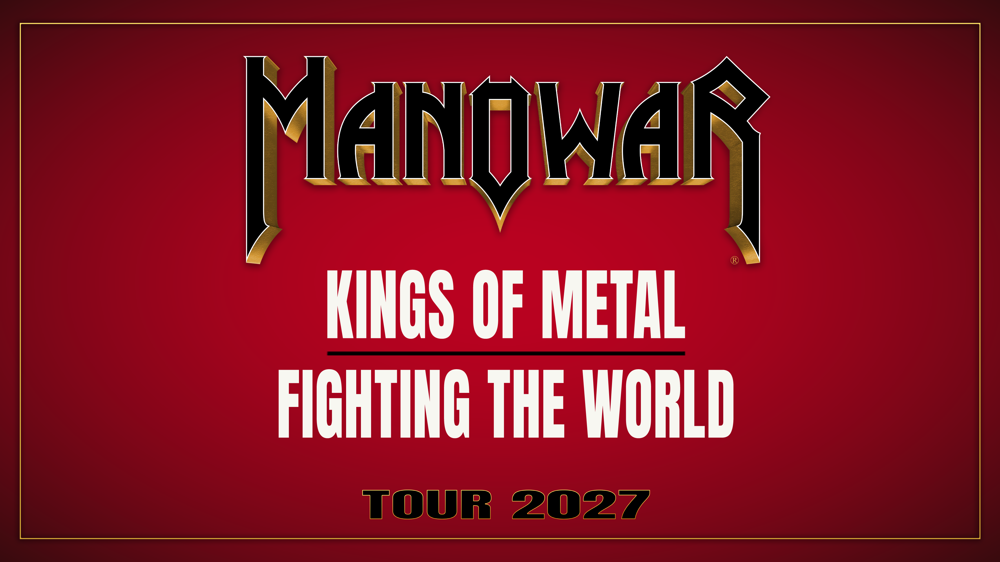 MANOWAR
®
KINGS OF METAL
FIGHTING THE WORLD
TOUR 2027